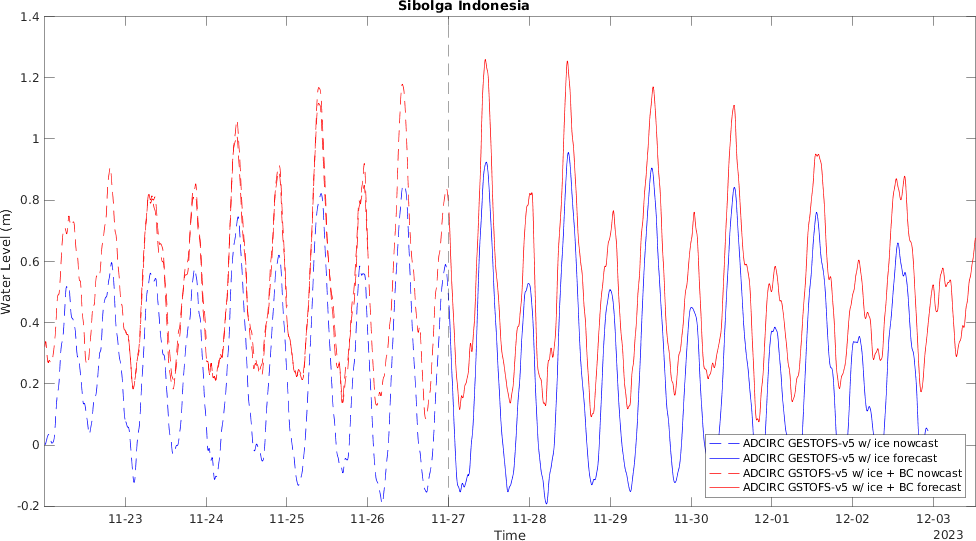 Sibolga Indonesia
1.4
1.2
1
0.8
0.6
0.4
0.2
0
-0.2
Water Level (m)
ADCIRC GESTOFS-v5 w/ ice nowcast
ADCIRC GESTOFS-v5 w/ ice forecast
ADCIRC GSTOFS-v5 w/ ice + BC nowcast
ADCIRC GSTOFS-v5 w/ ice + BC forecast
11-23 11-24 11-25 11-26 11-27 11-28 11-29 11-30 12-01 12-02 12-03
Time
2023